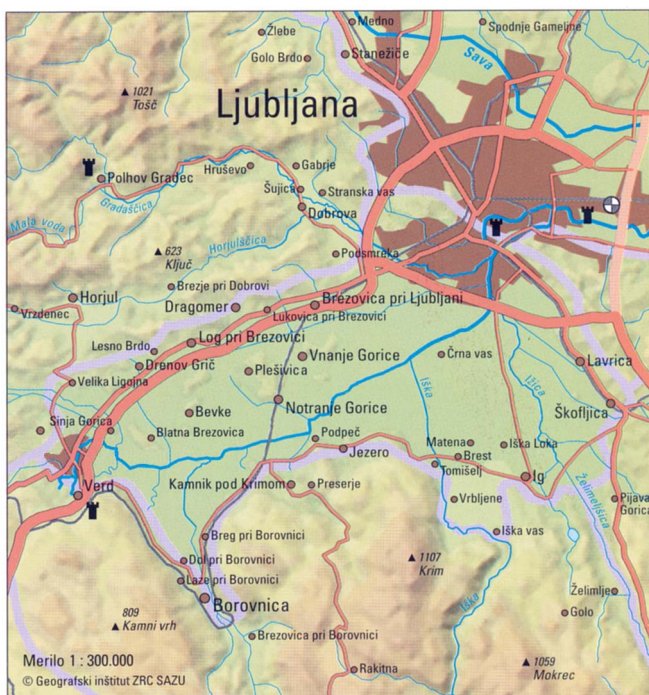 Žlebe
Medno
Spodnje Gameline
Golo Brdo
Stanežiče
Sava
1021
Tošč
Ljubljana
Polhov Gradec
Hruševo
Gabrje
Šujica
Stranska vas
Mala voda
Gradaščica
Dobrova
Horjulščica
623
Ključ
Podsmreka
Brezje pri Dobrovi
Horjul
Vrzdenec
Dragomer
Brezovica pri Ljubljani
Lukovica pri Brezovici
Log pri Brezovici
Lesno Brdo
Drenov Grič
Vnanje Gorice
Črna vas
Lavrica
Plešivica
Velika Ligojna
Iška
Ižica
Bevke
Notranje Gorice
Škofljica
Sinja Gorica
Blatna Brezovica
Podpeč
Jezero
Matena
Iška Loka
Brest
Tomišelj
Ig
Želimeljščica
Verd
Kamnik pod Krimom
Preserje
Vrbljene
Pijava
Gorica
Iška vas
Breg pri Borovnici
Dol pri Borovnici
1107
Krim
Laze pri Borovnici
Borovnica
Iška
Želimlje
Golo
809
Kamni vrh
Brezovica pri Borovnici
Rakitna
1059
Mokrec
Merilo 1 : 300.000
© Geografski inštitut ZRC SAZU